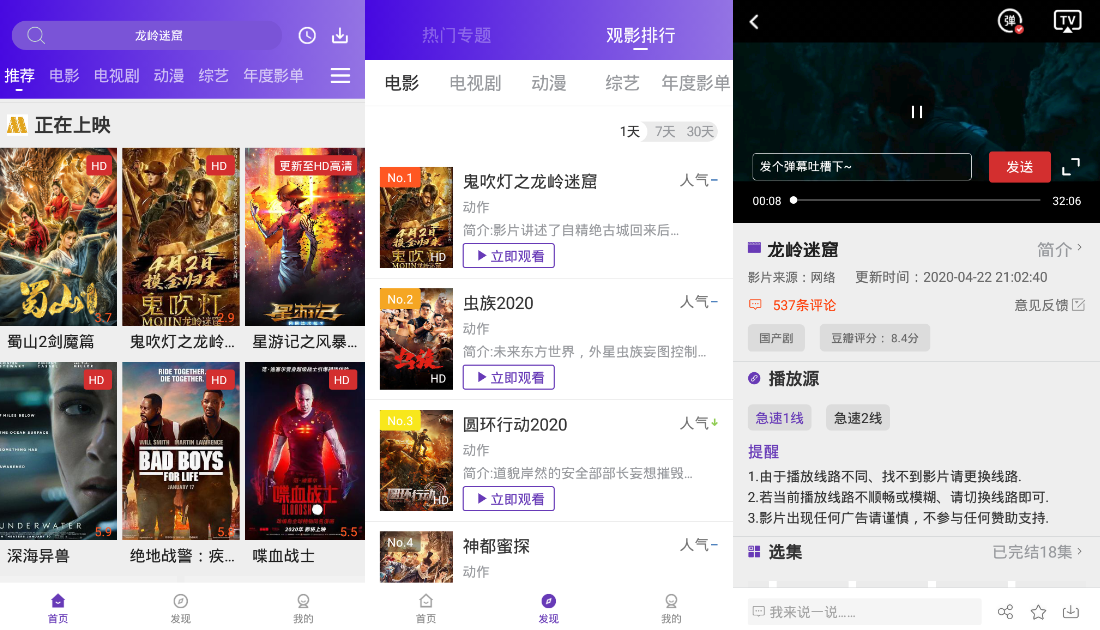 龙岭迷窟
推荐 电影 电视剧 动漫 综艺 年度影单
正在上映
HD
HD
更新至HD高清
蜀山
3.7
4月2日
摸金归来
鬼吹灯
MOJIN 龙岭迷窟
2.9
星游记
蜀山2剑魔篇
鬼吹灯之龙岭...
星游记之风暴...
HD
HD
HD
UNDERWATER
5.9
RIDE TOGETHER.
DIE TOGETHER.
WILL SMITH MARTIN LAWRENCE
BAD BOYS
FOR LIFE
JANUARY 17
5.7
喋血战士
BLOODSHOT
5.5
深海异兽
绝地战警：疾...
喋血战士
首页
发现
我的
热门专题 观影排行
电影 电视剧 动漫 综艺 年度影单
1天 7天 30天
No.1
4月2日
摸金归来
HD
鬼吹灯之龙岭迷窟
人气
动作
简介:影片讲述了自精绝古城回来后...
立即观看
No.2
虫族
HD
虫族2020
人气
动作
简介:未来东方世界，外星虫族妄图控制...
立即观看
No.3
圆环行动
HD
圆环行动2020
人气
动作
简介:道貌岸然的安全部部长妄想摧毁...
立即观看
No.4
神都蜜探
人气
动作
首页
发现
我的
弹
TV
发个弹幕吐槽下~
发送
00:08
32:06
龙岭迷窟
简介
影片来源：网络 更新时间：2020-04-22 21:02:40
537条评论
意见反馈
国产剧
豆瓣评分： 8.4分
播放源
急速1线
急速2线
提醒
1.由于播放线路不同、找不到影片请更换线路.
2.若当前播放线路不顺畅或模糊、请切换线路即可.
3.影片出现任何广告请谨慎，不参与任何赞助支持.
选集
已完结18集
我来说一说......